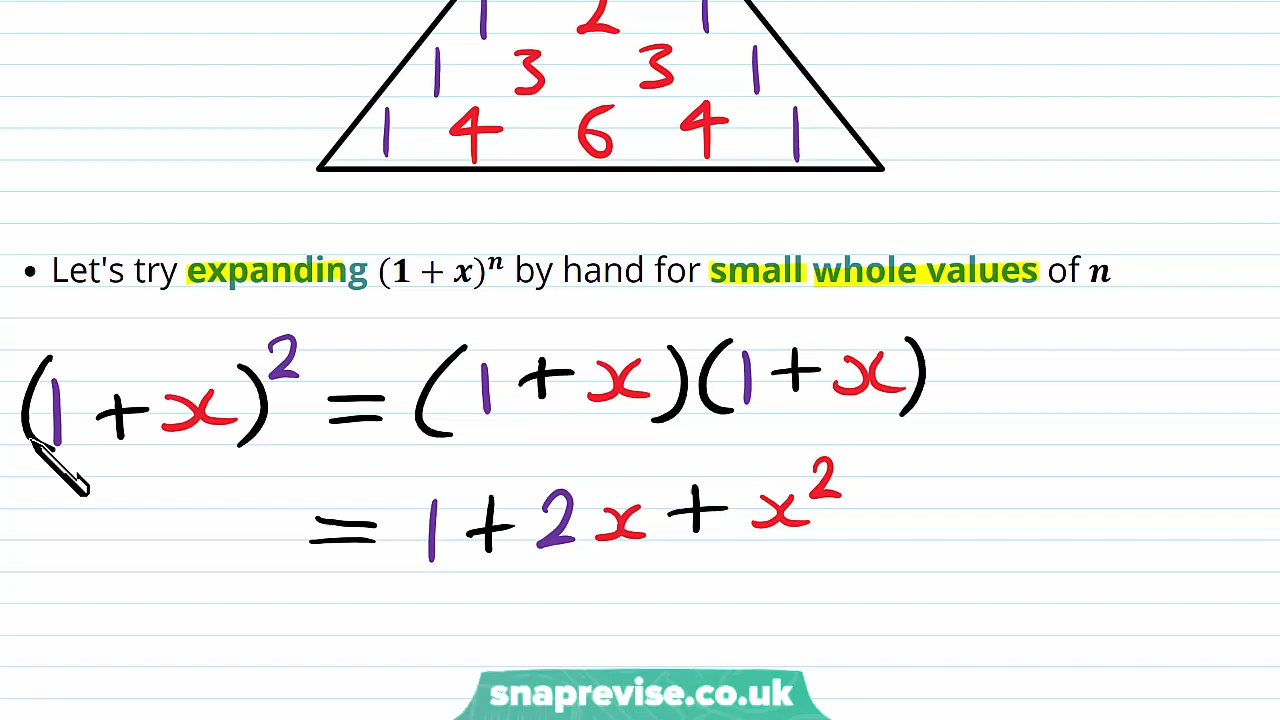 1 2 1
1 3 3 1
1 4 6 4 1
• Let's try expanding (1 + x)ⁿ by hand for small whole values of n
(1 + x)² = (1 + x)(1 + x)
= 1 + 2x + x²
snaprevise.co.uk